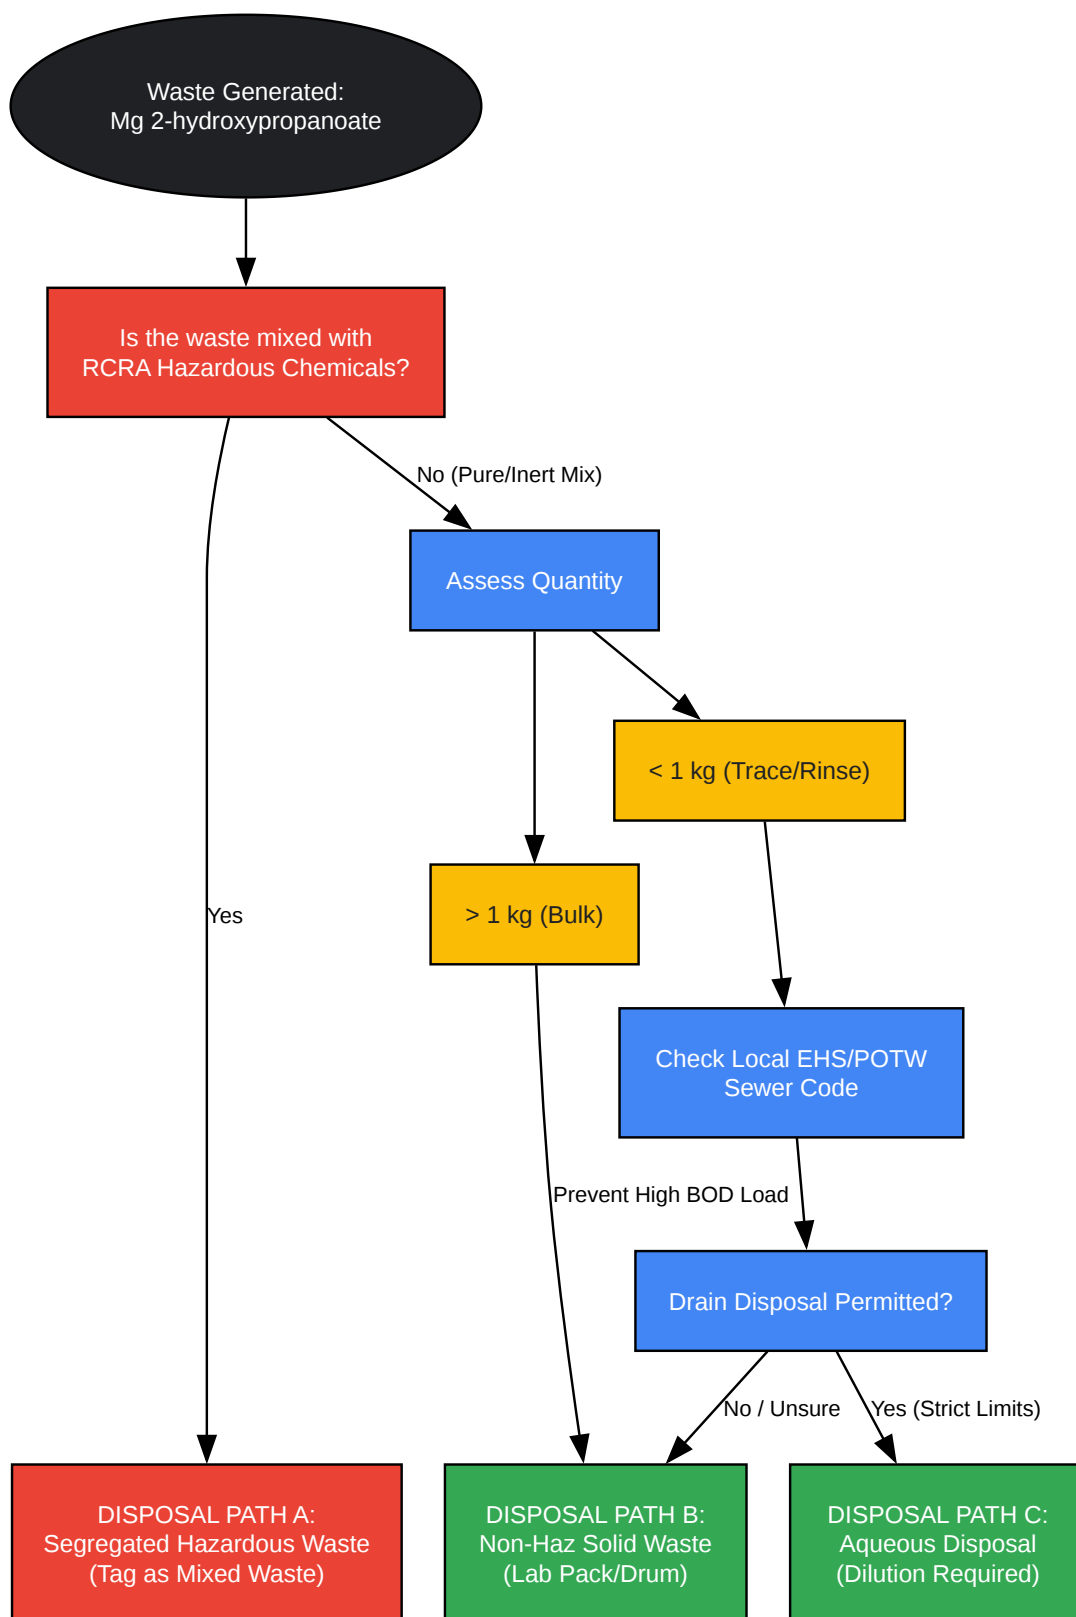 Waste Generated:
Mg 2-hydroxypropanoate
Is the waste mixed with
RCRA Hazardous Chemicals?
No (Pure/Inert Mix)
Assess Quantity
< 1 kg (Trace/Rinse)
> 1 kg (Bulk)
Yes
Check Local EHS/POTW
Sewer Code
Prevent High BOD Load
Drain Disposal Permitted?
No / Unsure
Yes (Strict Limits)
DISPOSAL PATH A:
Segregated Hazardous Waste
(Tag as Mixed Waste)
DISPOSAL PATH B:
Non-Haz Solid Waste
(Lab Pack/Drum)
DISPOSAL PATH C:
Aqueous Disposal
(Dilution Required)